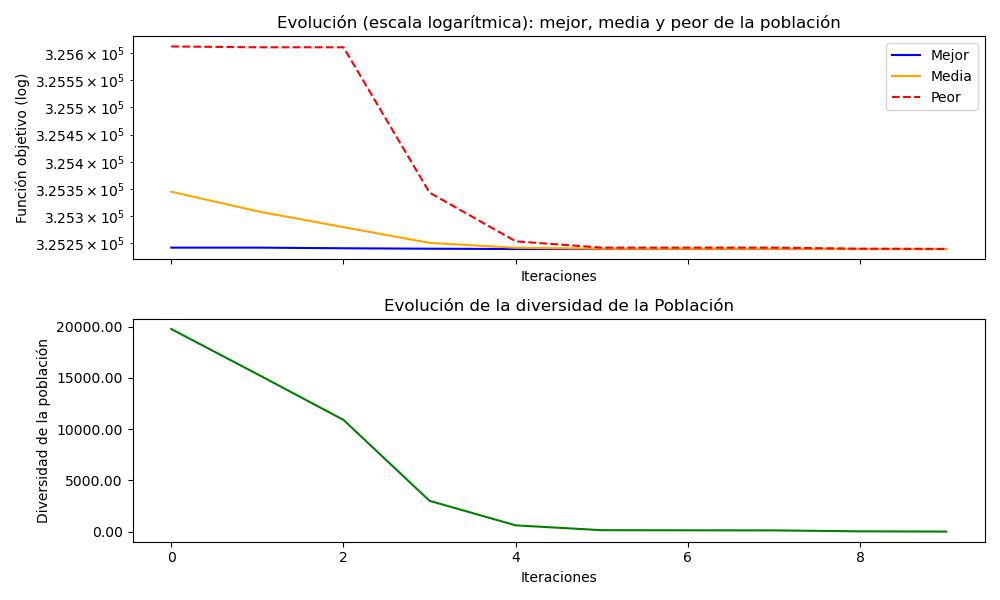 Evolución (escala logarítmica): mejor, media y peor de la población
Función objetivo (log)
3.256 × 10⁵
3.2555 × 10⁵
3.255 × 10⁵
3.2545 × 10⁵
3.254 × 10⁵
3.2535 × 10⁵
3.253 × 10⁵
3.2525 × 10⁵
Mejor
Media
Peor
Iteraciones
Evolución de la diversidad de la Población
Diversidad de la población
20000.00
15000.00
10000.00
5000.00
0.00
0 2 4 6 8
Iteraciones